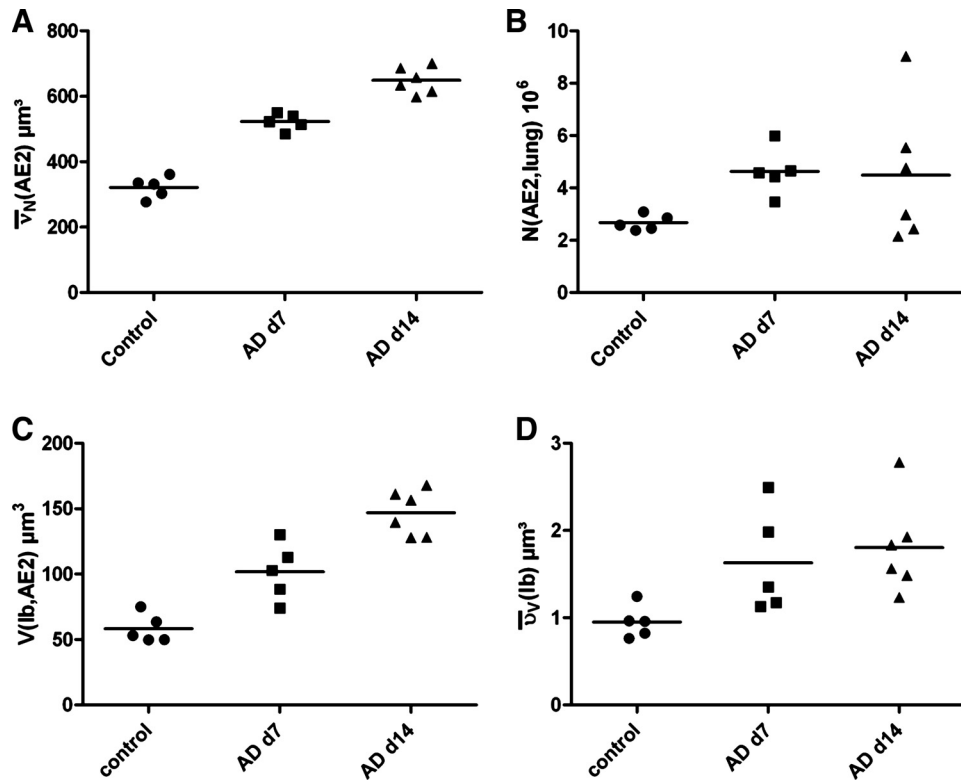 A
ν̅N(AE2) µm³
800
600
400
200
0
Control
AD d7
AD d14
B
N(AE2,lung) 10⁶
10
8
6
4
2
0
Control
AD d7
AD d14
C
V(lb,AE2) µm³
200
150
100
50
0
control
AD d7
AD d14
D
ῡV(lb) µm³
3
2
1
0
control
AD d7
AD d14